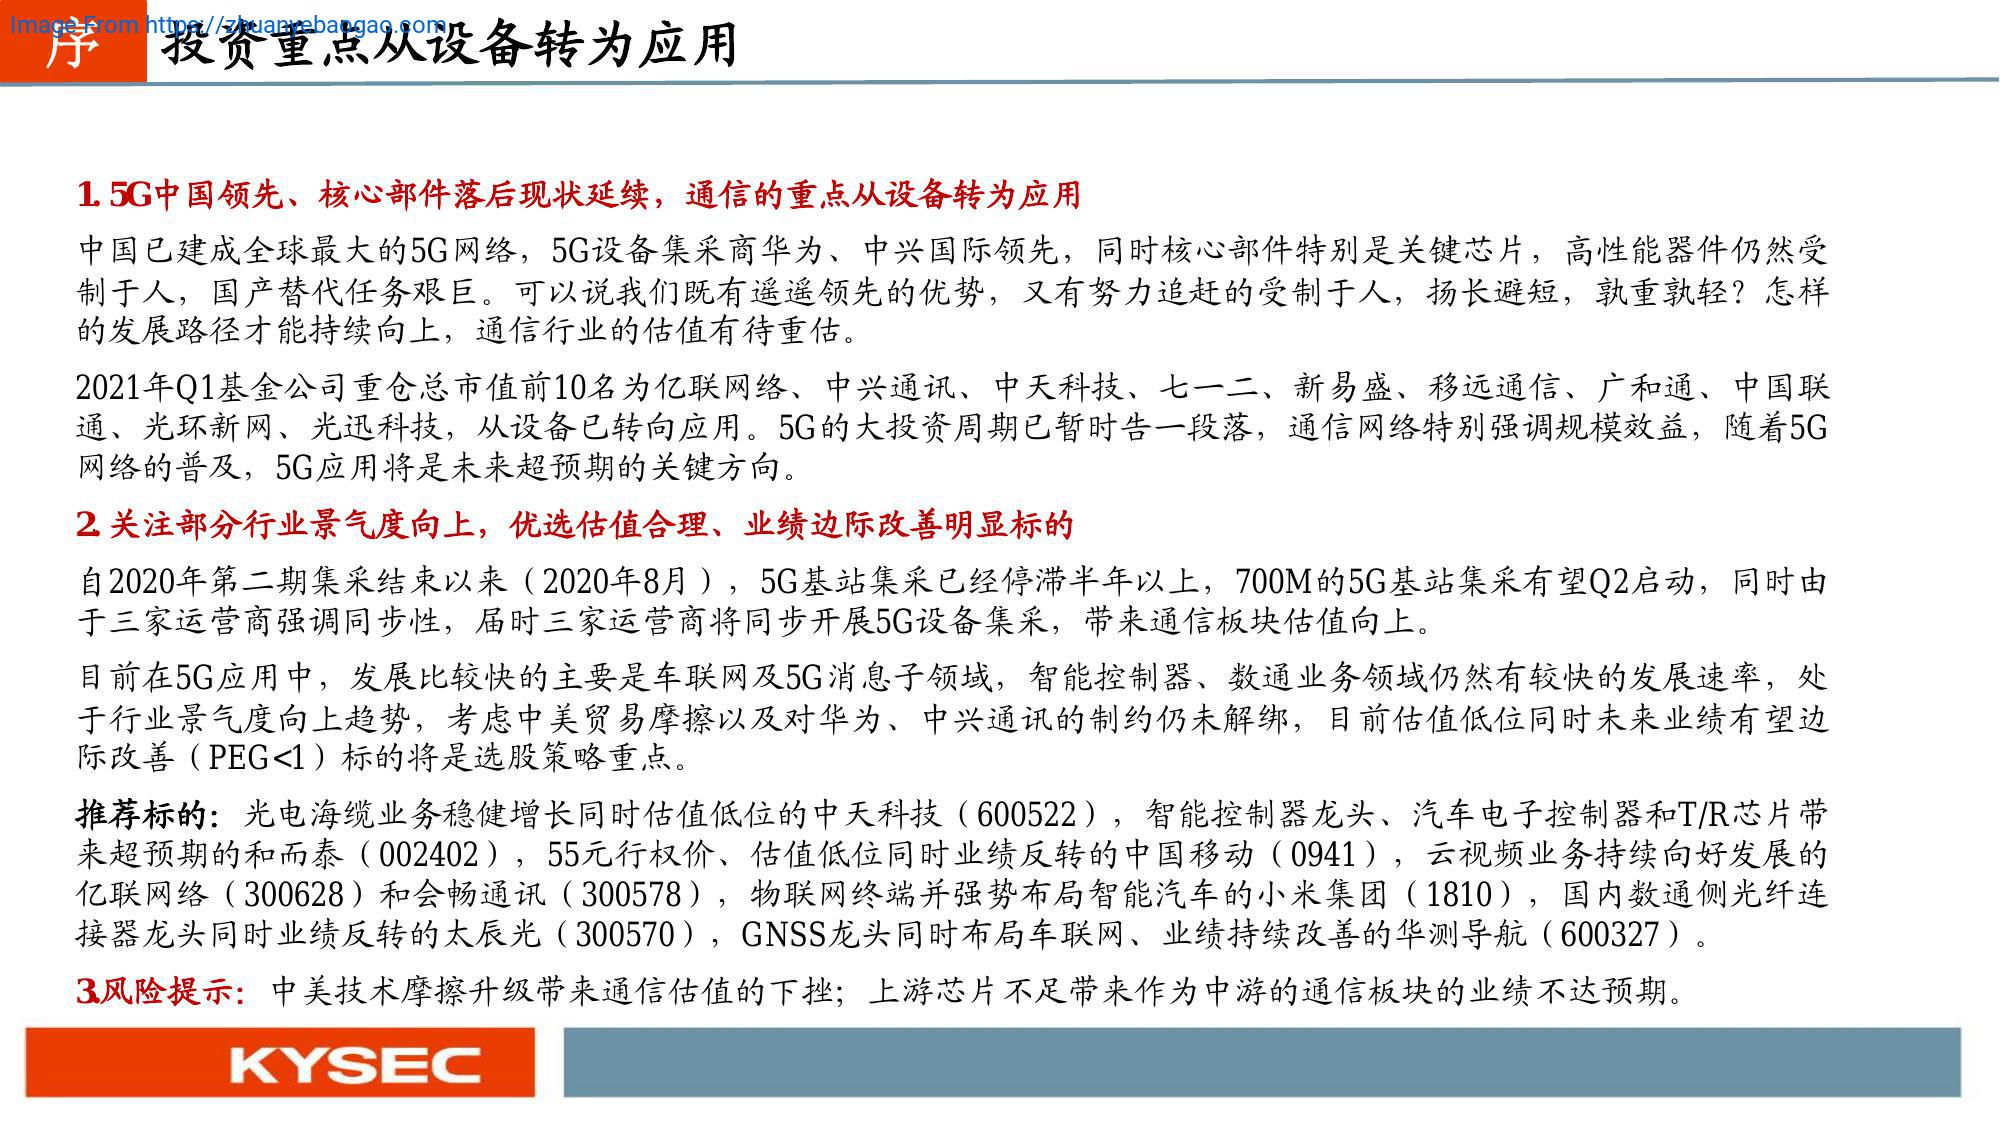 Image From https://zhuanyebaogao.com
序 投资重点从设备转为应用
1. 5G中国领先、核心部件落后现状延续，通信的重点从设备转为应用
中国已建成全球最大的5G网络，5G设备集采商华为、中兴国际领先，同时核心部件特别是关键芯片，高性能器件仍然受
制于人，国产替代任务艰巨。可以说我们既有遥遥领先的优势，又有努力追赶的受制于人，扬长避短，孰重孰轻？怎样
的发展路径才能持续向上，通信行业的估值有待重估。
2021年Q1基金公司重仓总市值前10名为亿联网络、中兴通讯、中天科技、七一二、新易盛、移远通信、广和通、中国联
通、光环新网、光迅科技，从设备已转向应用。5G的大投资周期已暂时告一段落，通信网络特别强调规模效益，随着5G
网络的普及，5G应用将是未来超预期的关键方向。
2. 关注部分行业景气度向上，优选估值合理、业绩边际改善明显标的
自2020年第二期集采结束以来（2020年8月），5G基站集采已经停滞半年以上，700M的5G基站集采有望Q2启动，同时由
于三家运营商强调同步性，届时三家运营商将同步开展5G设备集采，带来通信板块估值向上。
目前在5G应用中，发展比较快的主要是车联网及5G消息子领域，智能控制器、数通业务领域仍然有较快的发展速率，处
于行业景气度向上趋势，考虑中美贸易摩擦以及对华为、中兴通讯的制约仍未解绑，目前估值低位同时未来业绩有望边
际改善（PEG<1）标的将是选股策略重点。
推荐标的：光电海缆业务稳健增长同时估值低位的中天科技（600522），智能控制器龙头、汽车电子控制器和T/R芯片带
来超预期的和而泰（002402），55元行权价、估值低位同时业绩反转的中国移动（0941），云视频业务持续向好发展的
亿联网络（300628）和会畅通讯（300578），物联网终端并强势布局智能汽车的小米集团（1810），国内数通侧光纤连
接器龙头同时业绩反转的太辰光（300570），GNSS龙头同时布局车联网、业绩持续改善的华测导航（600327）。
3.风险提示：中美技术摩擦升级带来通信估值的下挫；上游芯片不足带来作为中游的通信板块的业绩不达预期。
KYSEC